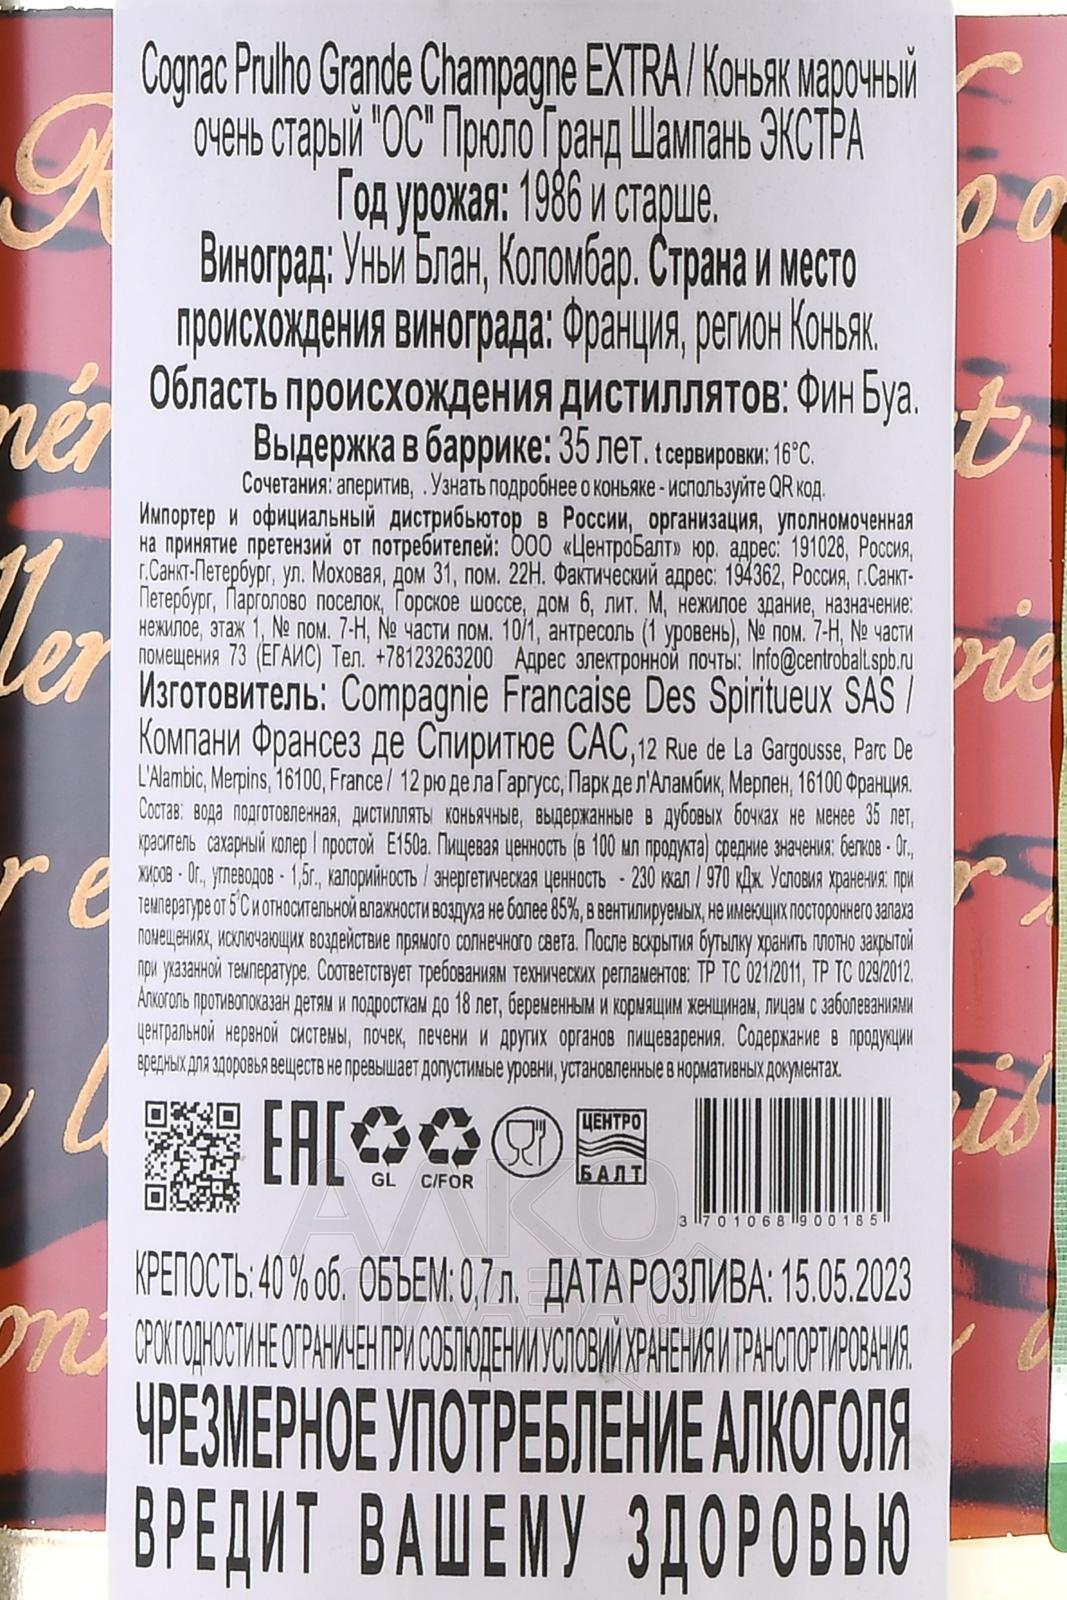 Cognac Prulho Grande Champagne EXTRA / Коньяк марочный
очень старый "ОС" Прюло Гранд Шампань ЭКСТРА
Год урожая: 1986 и старше.
Виноград: Уньи Блан, Коломбар. Страна и место
происхождения винограда: Франция, регион Коньяк.
Область происхождения дистиллятов: Фин Буа.
Выдержка в баррике: 35 лет. t сервировки: 16°C.
Сочетания: аперитив, . Узнать подробнее о коньяке - используйте QR код.
Импортер и официальный дистрибьютор в России, организация, уполномоченная
на принятие претензий от потребителей: ООО «ЦентроБалт» юр. адрес: 191028, Россия,
г.Санкт-Петербург, ул. Моховая, дом 31, пом. 22Н. Фактический адрес: 194362, Россия, г.Санкт-
Петербург, Парголово поселок, Горское шоссе, дом 6, лит. М, нежилое здание, назначение:
нежилое, этаж 1, № пом. 7-Н, № части пом. 10/1, антресоль (1 уровень), № пом. 7-Н, № части
помещения 73 (ЕГАИС) Тел. +78123263200 Адрес электронной почты: Info@centrobalt.spb.ru
Изготовитель: Compagnie Francaise Des Spiritueux SAS /
Компани Франсез де Спиритюе САС, 12 Rue de La Gargousse, Parc De
L'Alambic, Merpins, 16100, France / 12 рю де ла Гаргусс, Парк де л'Аламбик, Мерпен, 16100 Франция.
Состав: вода подготовленная, дистилляты коньячные, выдержанные в дубовых бочках не менее 35 лет,
краситель сахарный колер I простой Е150а. Пищевая ценность (в 100 мл продукта) средние значения: белков - 0г.,
жиров - 0г., углеводов - 1,5г., калорийность / энергетическая ценность - 230 ккал / 970 кДж. Условия хранения: при
температуре от 5°С и относительной влажности воздуха не более 85%, в вентилируемых, не имеющих постороннего запаха
помещениях, исключающих воздействие прямого солнечного света. После вскрытия бутылку хранить плотно закрытой
при указанной температуре. Соответствует требованиям технических регламентов: ТР ТС 021/2011, ТР ТС 029/2012.
Алкоголь противопоказан детям и подросткам до 18 лет, беременным и кормящим женщинам, лицам с заболеваниями
центральной нервной системы, почек, печени и других органов пищеварения. Содержание в продукции
вредных для здоровья веществ не превышает допустимые уровни, установленные в нормативных документах.
EAC GL C/FOR ЦЕНТРО БАЛТ
3 701068 900185
АЛКО
ПЛАЗА.ru
КРЕПОСТЬ: 40 % об. ОБЪЕМ: 0,7 л. ДАТА РОЗЛИВА: 15.05.2023
СРОК ГОДНОСТИ НЕ ОГРАНИЧЕН ПРИ СОБЛЮДЕНИИ УСЛОВИЙ ХРАНЕНИЯ И ТРАНСПОРТИРОВАНИЯ.
ЧРЕЗМЕРНОЕ УПОТРЕБЛЕНИЕ АЛКОГОЛЯ
ВРЕДИТ ВАШЕМУ ЗДОРОВЬЮ